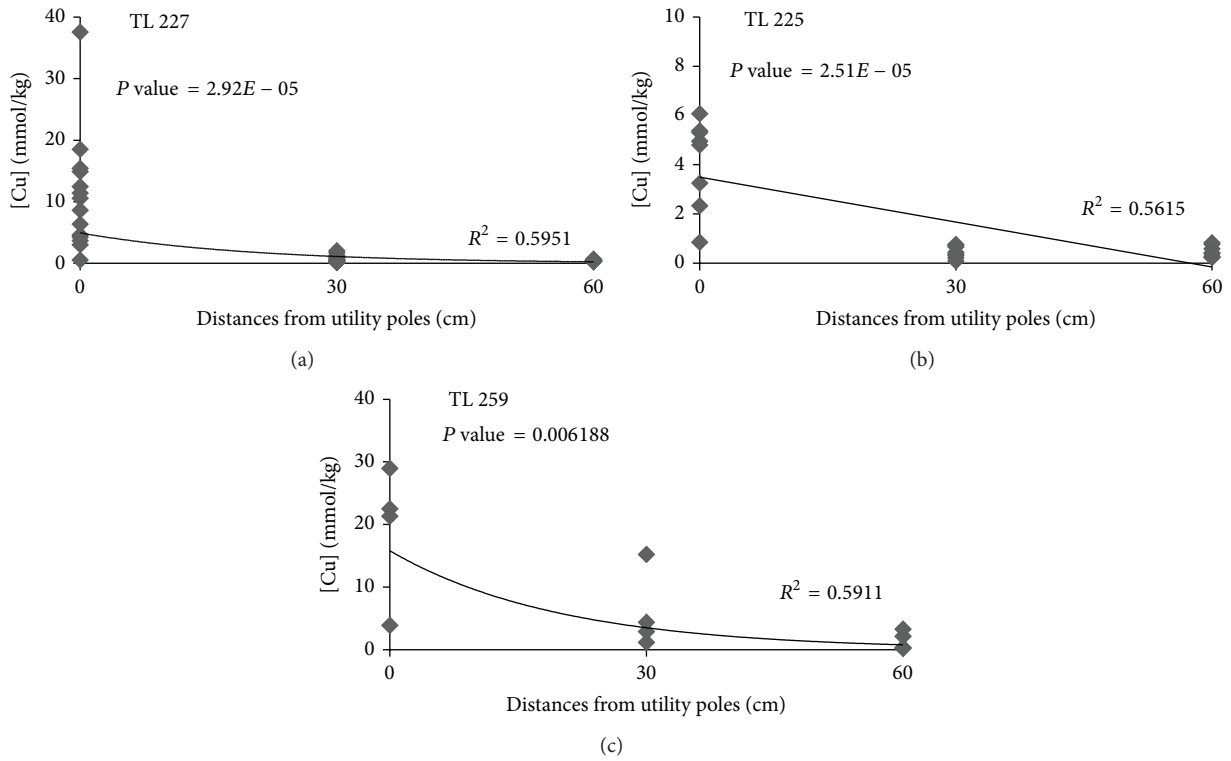 TL 227
P value = 2.92E − 05
R² = 0.5951
[Cu] (mmol/kg)
40
30
20
10
0
0 30 60
Distances from utility poles (cm)
(a)
TL 225
P value = 2.51E − 05
R² = 0.5615
[Cu] (mmol/kg)
10
8
6
4
2
0
0 30 60
Distances from utility poles (cm)
(b)
TL 259
P value = 0.006188
R² = 0.5911
[Cu] (mmol/kg)
40
30
20
10
0
0 30 60
Distances from utility poles (cm)
(c)